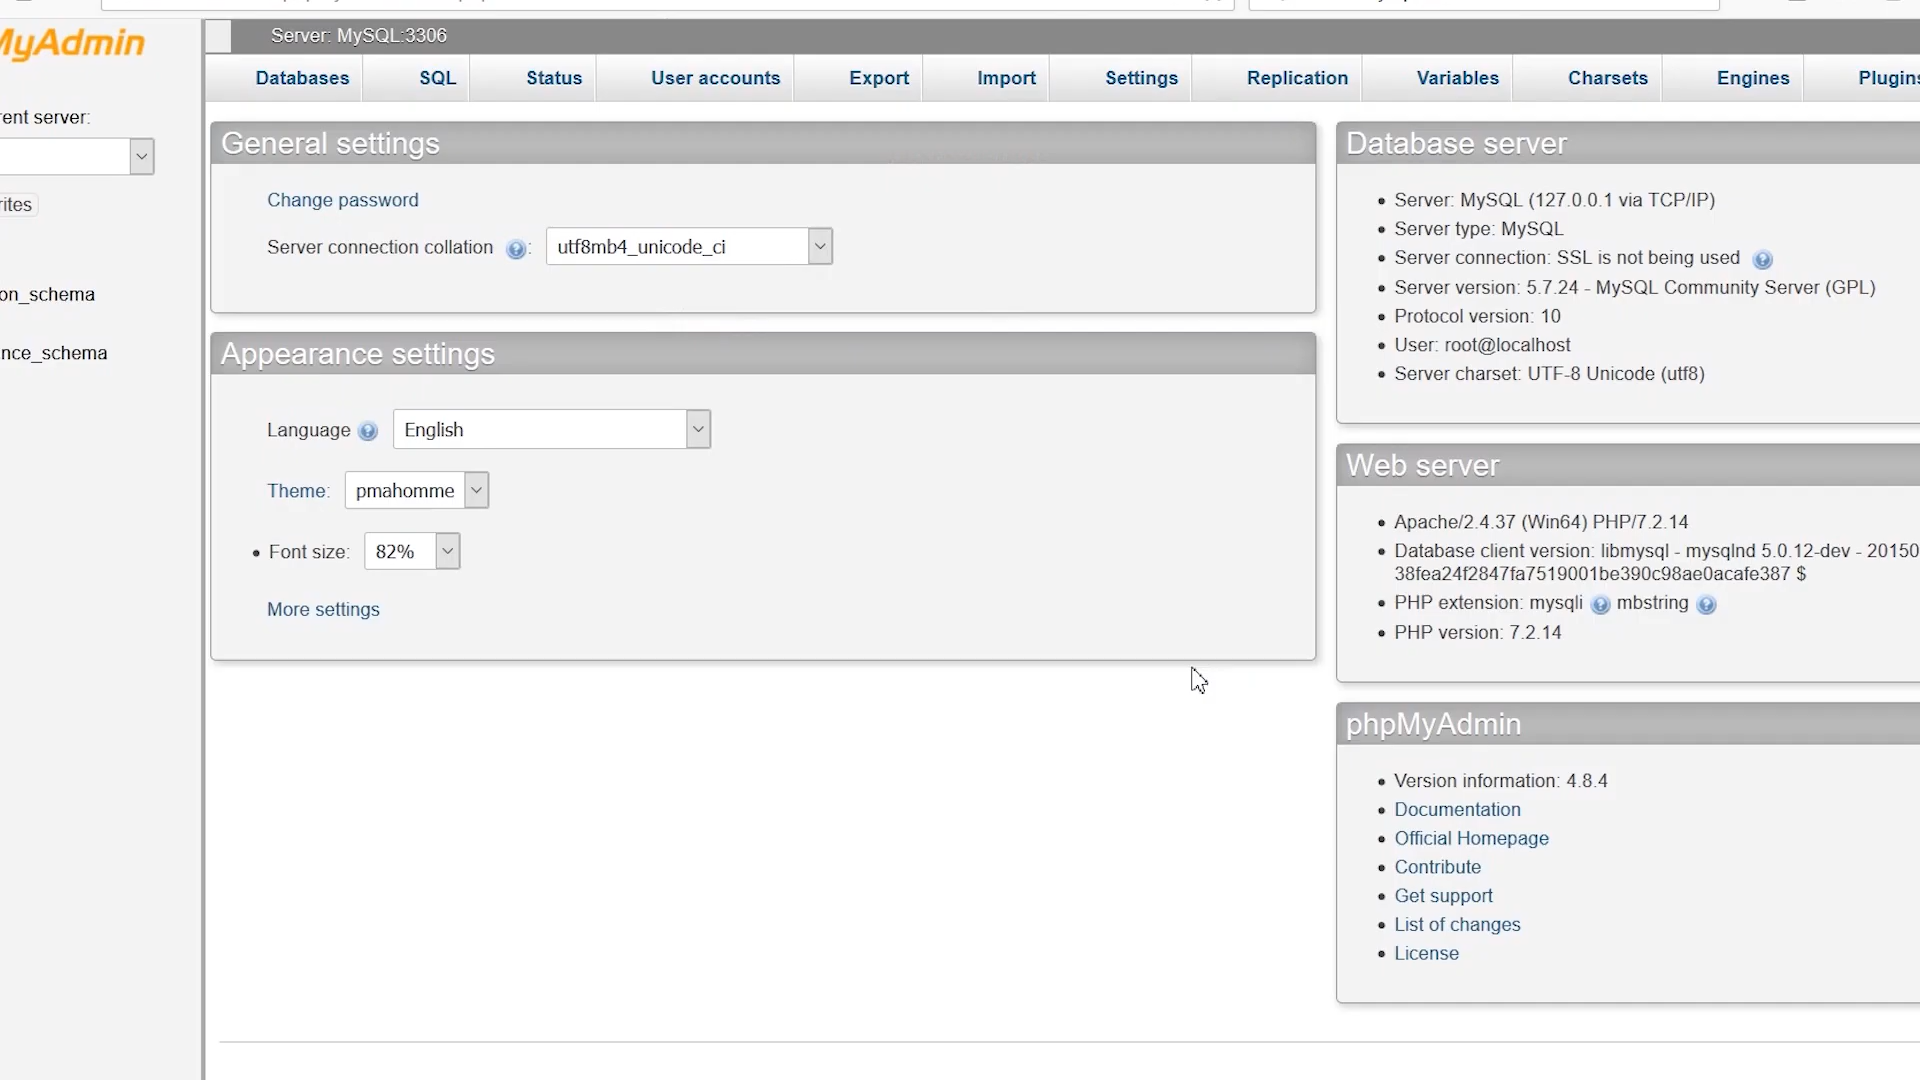 MyAdmin
rent server:
rites
on_schema
nce_schema
Server: MySQL:3306
Databases
SQL
Status
User accounts
Export
Import
Settings
Replication
Variables
Charsets
Engines
Plugins
General settings
Change password
Server connection collation :
utf8mb4_unicode_ci
Appearance settings
Language
English
Theme:
pmahomme
• Font size:
82%
More settings
Database server
• Server: MySQL (127.0.0.1 via TCP/IP)
• Server type: MySQL
• Server connection: SSL is not being used
• Server version: 5.7.24 - MySQL Community Server (GPL)
• Protocol version: 10
• User: root@localhost
• Server charset: UTF-8 Unicode (utf8)
Web server
• Apache/2.4.37 (Win64) PHP/7.2.14
• Database client version: libmysql - mysqlnd 5.0.12-dev - 20150
38fea24f2847fa7519001be390c98ae0acafe387 $
• PHP extension: mysqli mbstring
• PHP version: 7.2.14
phpMyAdmin
• Version information: 4.8.4
• Documentation
• Official Homepage
• Contribute
• Get support
• List of changes
• License